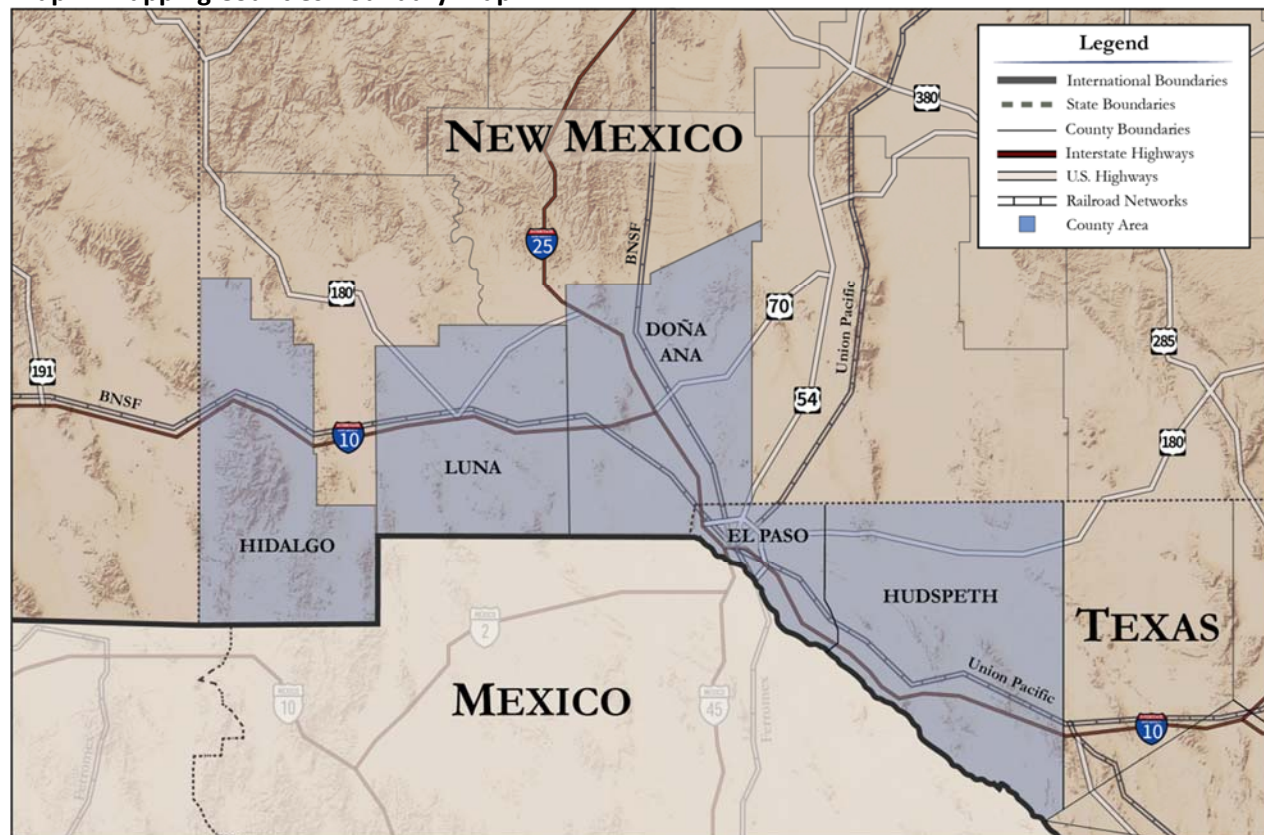 Legend
International Boundaries
State Boundaries
County Boundaries
Interstate Highways
U.S. Highways
Railroad Networks
County Area
NEW MEXICO
380
BNSF
25
180
70
DOÑA
ANA
Union Pacific
285
191
BNSF
54
10
180
LUNA
HIDALGO
EL PASO
HUDSPETH
TEXAS
2
Union Pacific
MEXICO
10
45
10
Ferromex
Ferromex